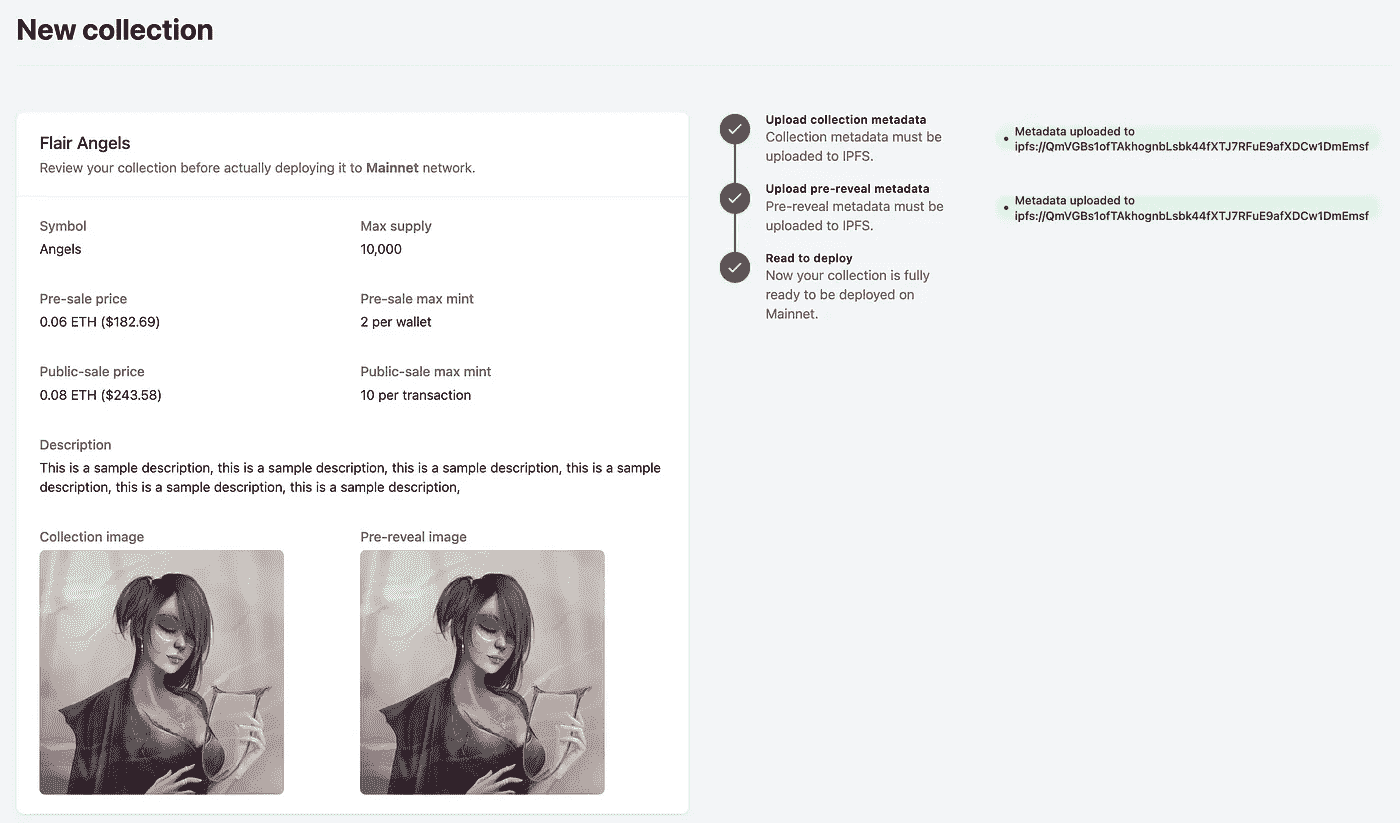 New collection
Flair Angels
Review your collection before actually deploying it to Mainnet network.
Symbol
Angels
Max supply
10,000
Pre-sale price
0.06 ETH ($182.69)
Pre-sale max mint
2 per wallet
Public-sale price
0.08 ETH ($243.58)
Public-sale max mint
10 per transaction
Description
This is a sample description, this is a sample description, this is a sample description, this is a sample
description, this is a sample description, this is a sample description,
Collection image
Pre-reveal image
Upload collection metadata
Collection metadata must be
uploaded to IPFS.
Metadata uploaded to
ipfs://QmVGBs1ofTAkhognbLsbk44fXTJ7RFuE9afXDCw1DmEmsf
Upload pre-reveal metadata
Pre-reveal metadata must be
uploaded to IPFS.
Metadata uploaded to
ipfs://QmVGBs1ofTAkhognbLsbk44fXTJ7RFuE9afXDCw1DmEmsf
Read to deploy
Now your collection is fully
ready to be deployed on
Mainnet.